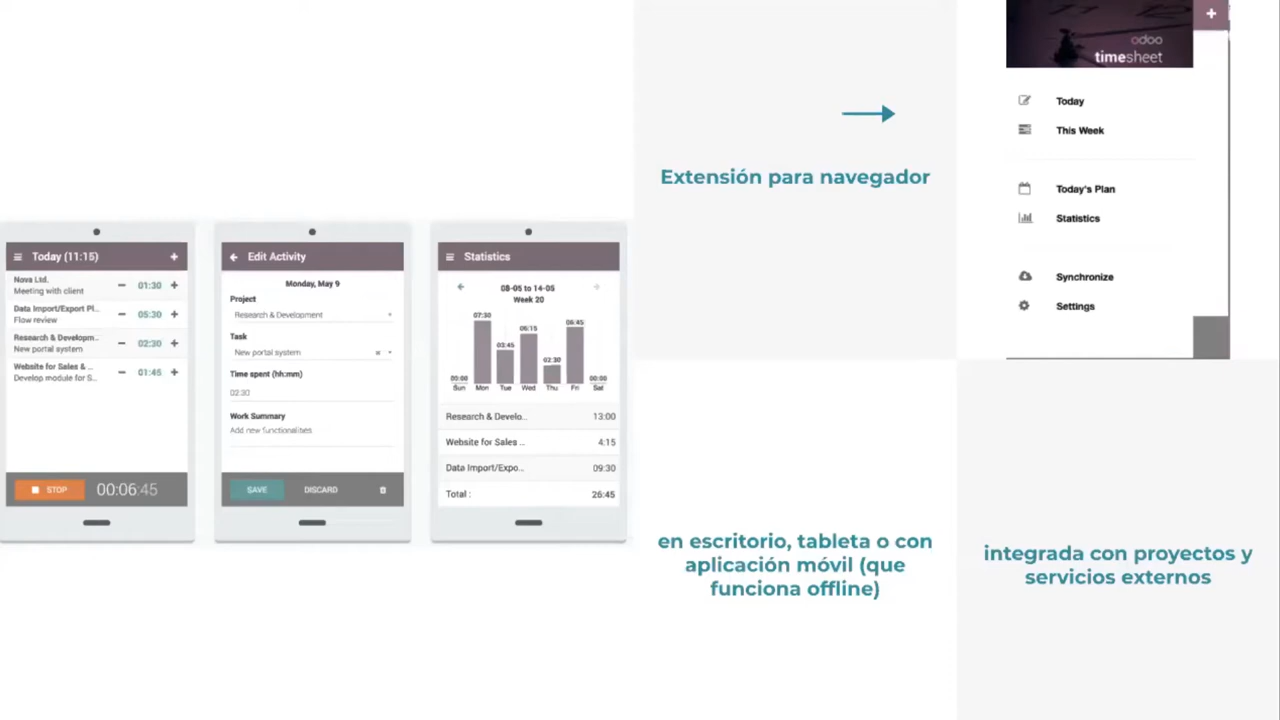 Today (11:15)
Nova Ltd.
Meeting with client
01:30
Data Import/Export Pl...
Flow review
05:30
Research & Developm...
New portal system
02:30
Website for Sales & ...
Develop module for S...
01:45
STOP
00:06:45
Edit Activity
Monday, May 9
Project
Research & Development
Task
New portal system
Time spent (hh:mm)
02:30
Work Summary
Add new functionalities
SAVE
DISCARD
Statistics
08-05 to 14-05
Week 20
07:30
03:45
06:15
02:30
06:45
00:00
00:00
Sun Mon Tue Wed Thu Fri Sat
Research & Develo... 13:00
Website for Sales ... 4:15
Data Import/Expo... 09:30
Total : 26:45
Extensión para navegador
odoo
timesheet
Today
This Week
Today's Plan
Statistics
Synchronize
Settings
en escritorio, tableta o con
aplicación móvil (que
funciona offline)
integrada con proyectos y
servicios externos